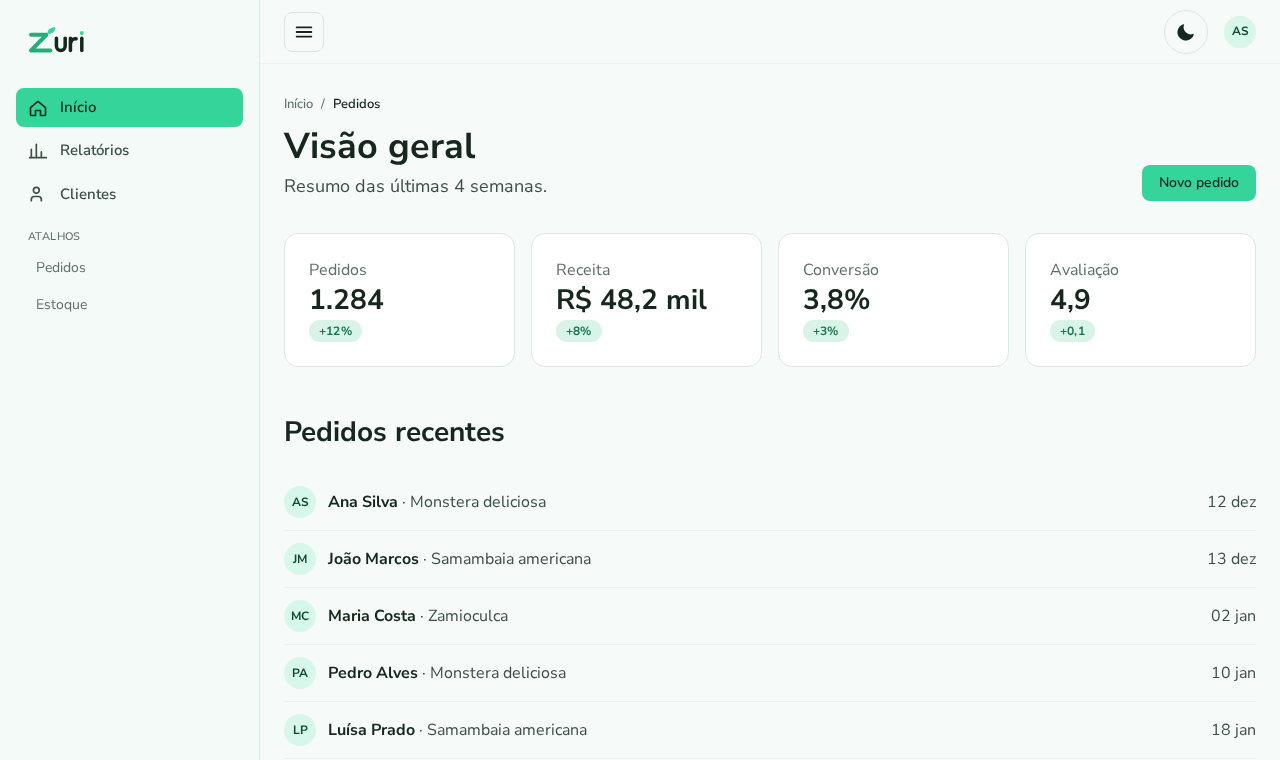 Zuri
Início
Relatórios
Clientes
ATALHOS
Pedidos
Estoque
AS
Início / Pedidos
Visão geral
Resumo das últimas 4 semanas.
Novo pedido
Pedidos
1.284
+12%
Receita
R$ 48,2 mil
+8%
Conversão
3,8%
+3%
Avaliação
4,9
+0,1
Pedidos recentes
AS Ana Silva · Monstera deliciosa 12 dez
JM João Marcos · Samambaia americana 13 dez
MC Maria Costa · Zamioculca 02 jan
PA Pedro Alves · Monstera deliciosa 10 jan
LP Luísa Prado · Samambaia americana 18 jan